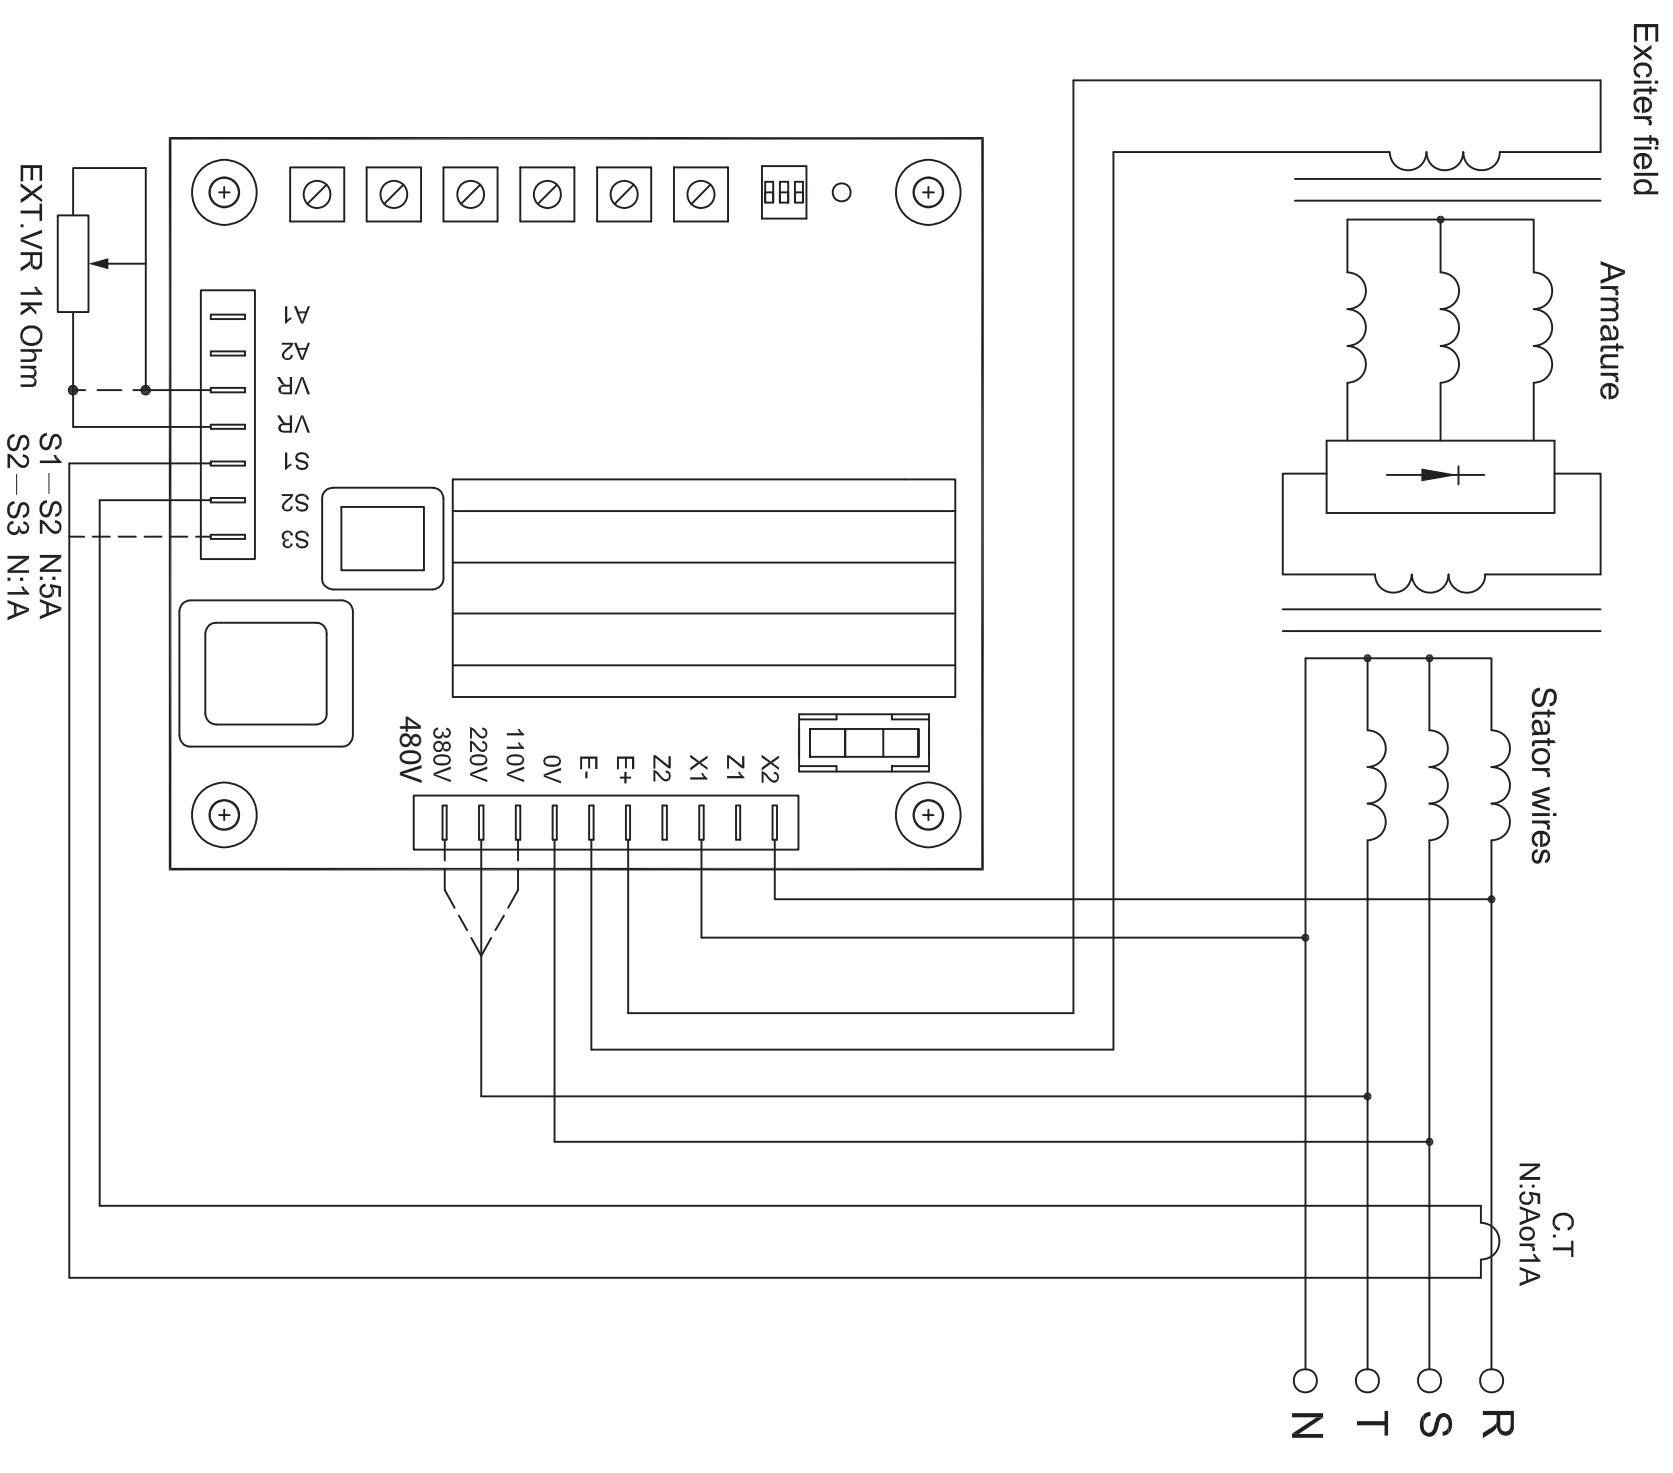 Exciter field
Armature
Stator wires
C.T
N:5Aor1A
R
S
T
N
EXT.VR 1k Ohm
S1—S2 N:5A
S2—S3 N:1A
A1
A2
VR
VR
S1
S2
S3
480V
380V
220V
110V
0V
E-
E+
Z2
X1
Z1
X2